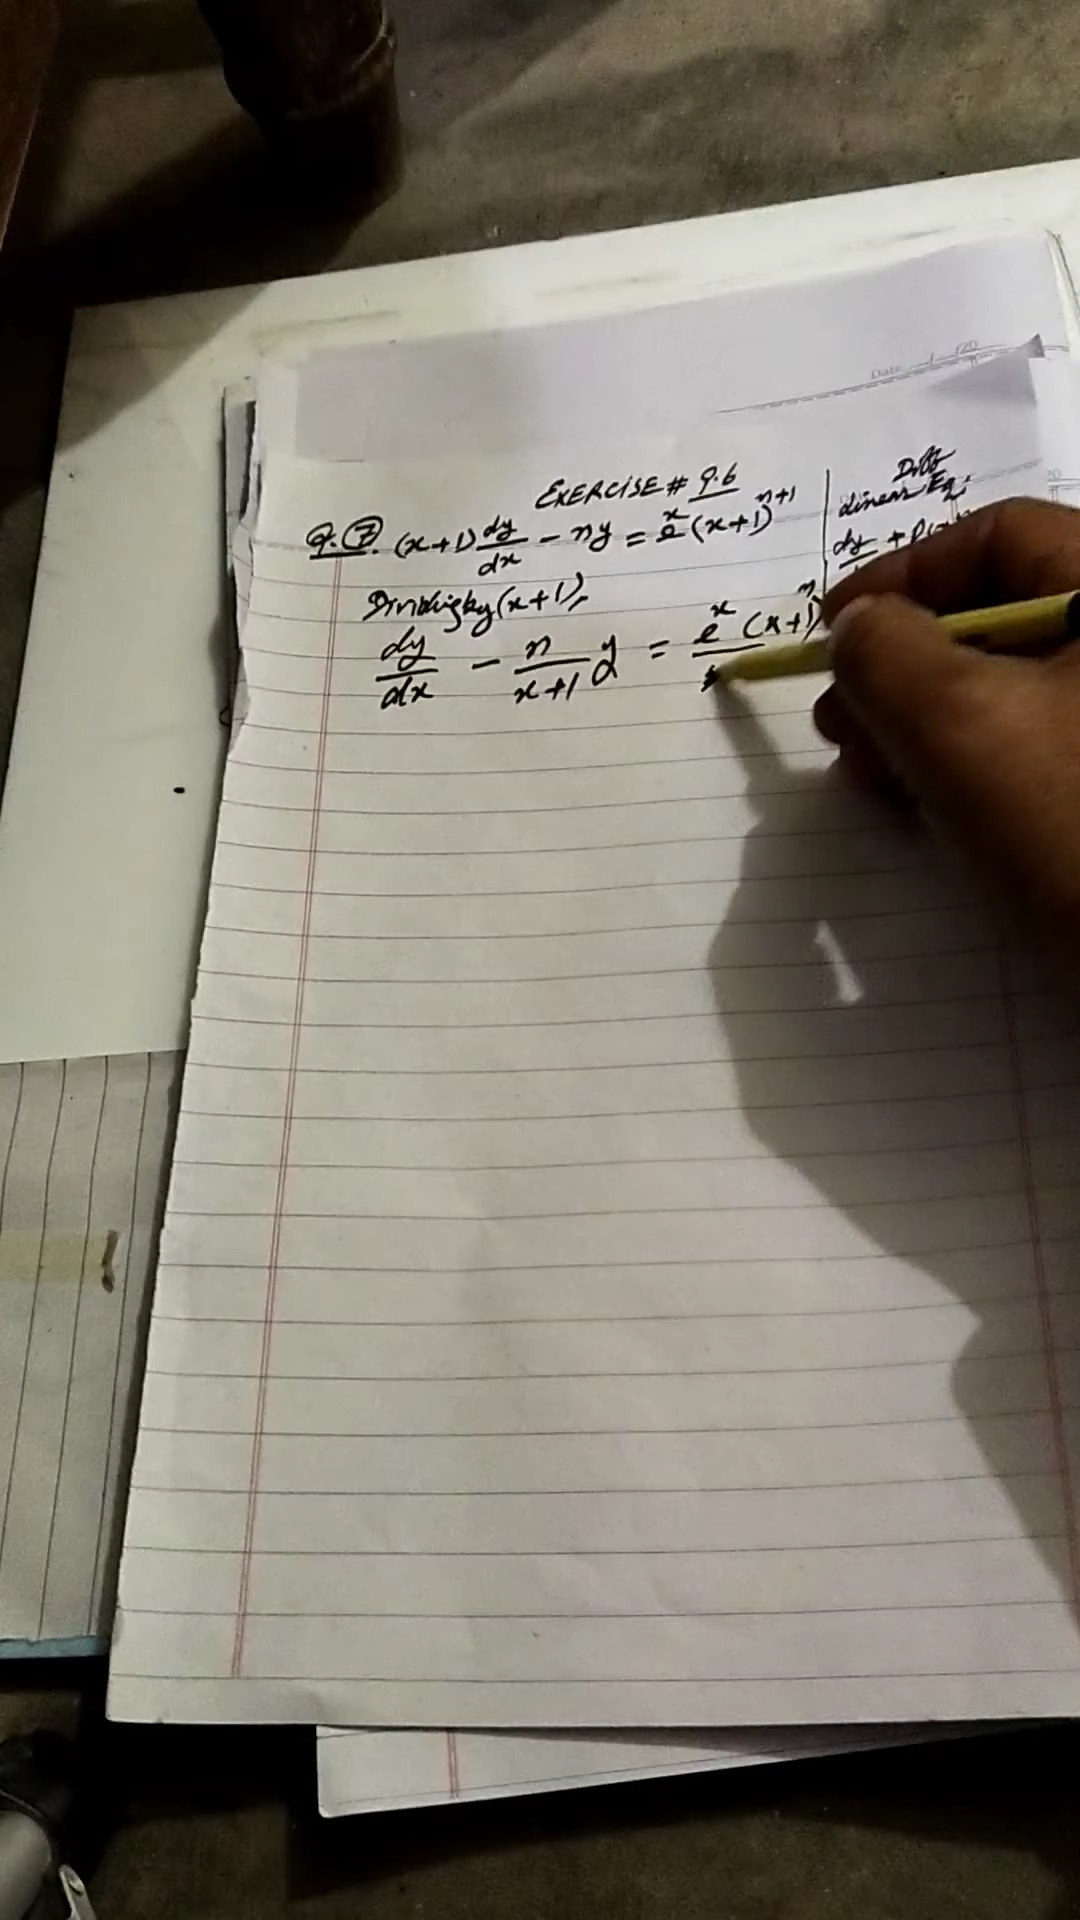 Date /20
EXERCISE # 9.6
Q.⑦. (x+1) dy/dx - ny = e^x (x+1)^{n+1}
Dividing by (x+1),
dy/dx - n/(x+1) y = e^x (x+1)^n
Diff
Linear Eq:
dy + P(x)